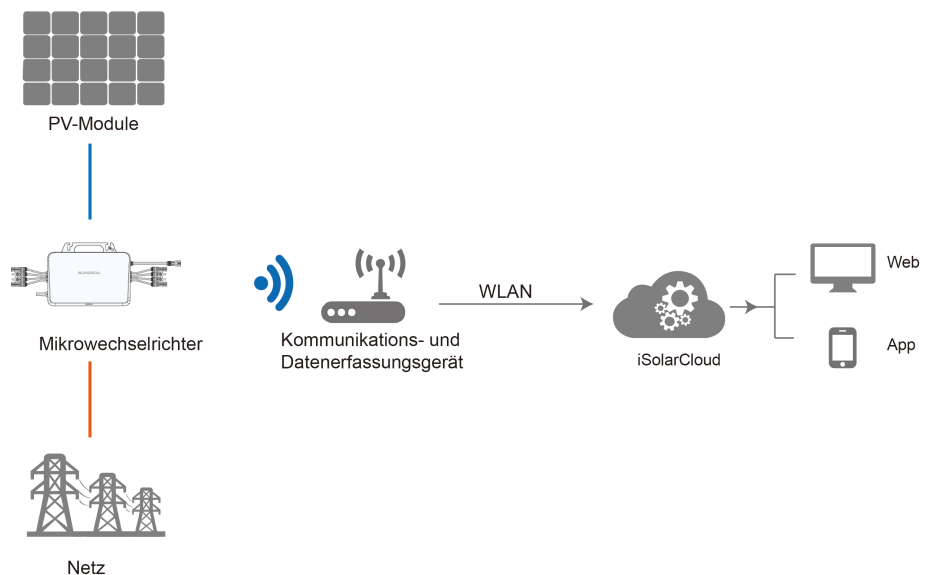 PV-Module
Mikrowechselrichter
Netz
Kommunikations- und
Datenerfassungsgerät
WLAN
iSolarCloud
Web
App